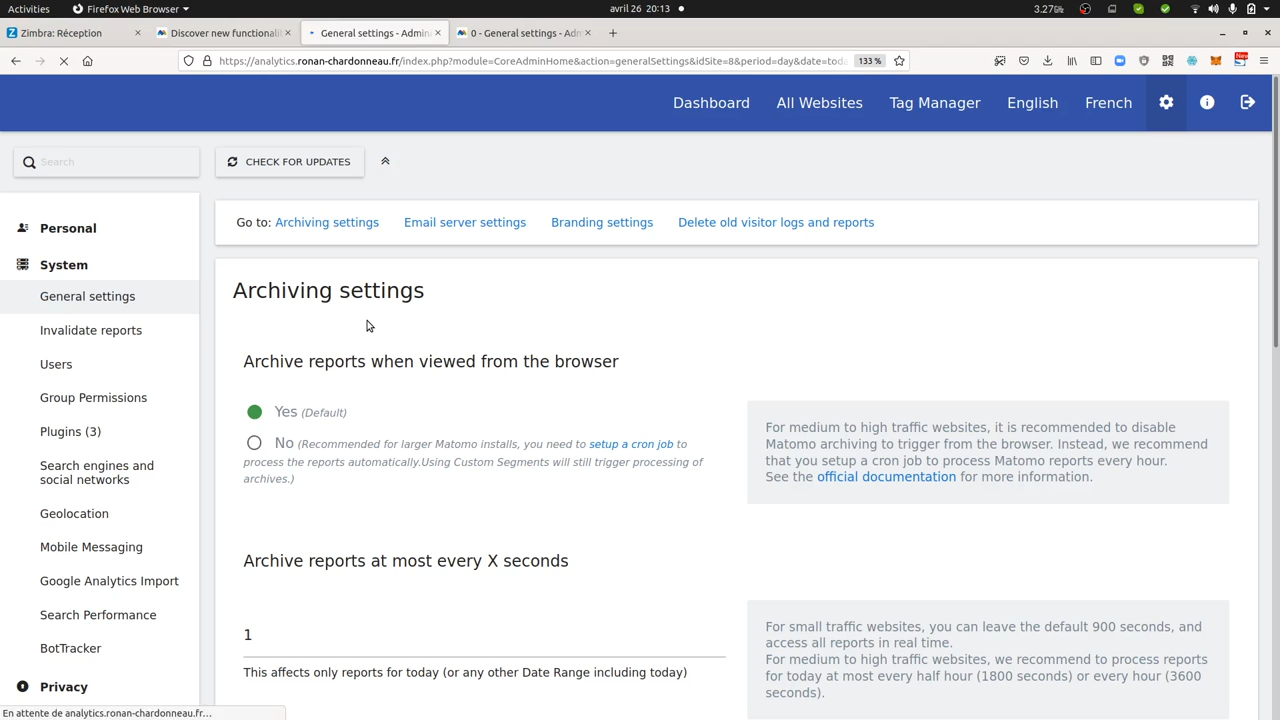 Activities
Firefox Web Browser
avril 26 20:13
3.27
Zimbra: Réception
Discover new functionalit
General settings - Admini
0 - General settings - Adm
https://analytics.ronan-chardonneau.fr/index.php?module=CoreAdminHome&action=generalSettings&idSite=8&period=day&date=toda
133 %
New
Dashboard
All Websites
Tag Manager
English
French
Search
CHECK FOR UPDATES
Go to: Archiving settings
Email server settings
Branding settings
Delete old visitor logs and reports
Personal
System
General settings
Invalidate reports
Users
Group Permissions
Plugins (3)
Search engines and
social networks
Geolocation
Mobile Messaging
Google Analytics Import
Search Performance
BotTracker
Privacy
Archiving settings
Archive reports when viewed from the browser
Yes (Default)
No (Recommended for larger Matomo installs, you need to setup a cron job to
process the reports automatically.Using Custom Segments will still trigger processing of
archives.)
For medium to high traffic websites, it is recommended to disable
Matomo archiving to trigger from the browser. Instead, we recommend
that you setup a cron job to process Matomo reports every hour.
See the official documentation for more information.
Archive reports at most every X seconds
1
This affects only reports for today (or any other Date Range including today)
For small traffic websites, you can leave the default 900 seconds, and
access all reports in real time.
For medium to high traffic websites, we recommend to process reports
for today at most every half hour (1800 seconds) or every hour (3600
seconds).
En attente de analytics.ronan-chardonneau.fr…